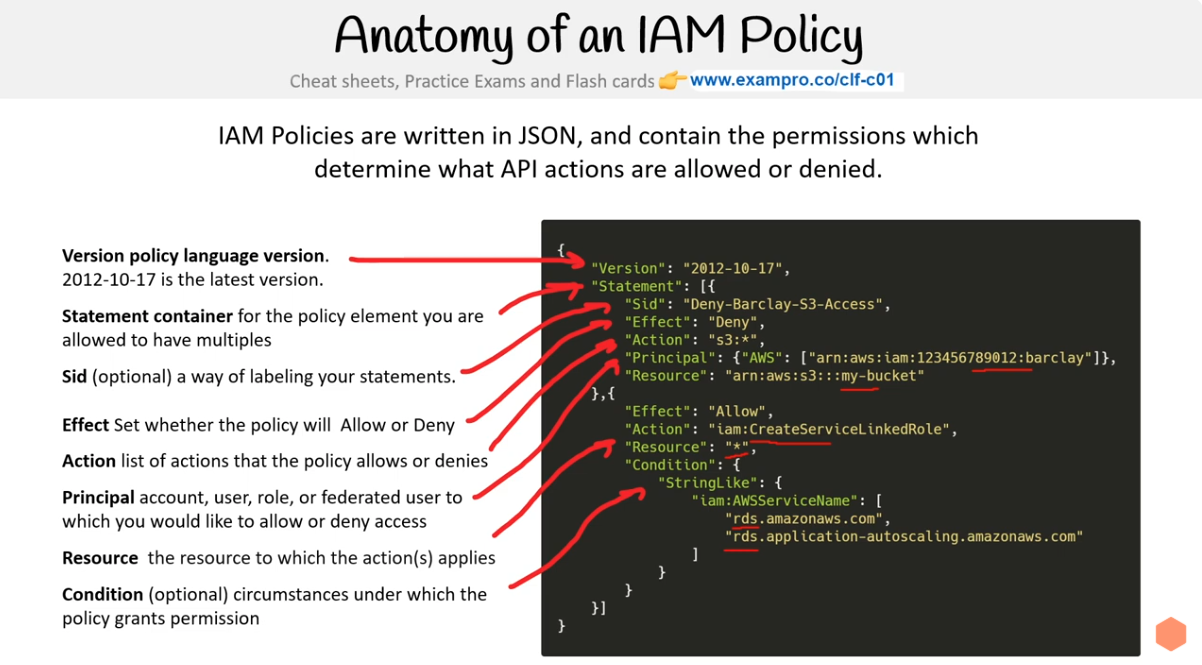 Anatomy of an IAM Policy
Cheat sheets, Practice Exams and Flash cards 👉 www.exampro.co/clf-c01
IAM Policies are written in JSON, and contain the permissions which
determine what API actions are allowed or denied.
Version policy language version.
2012-10-17 is the latest version.
Statement container for the policy element you are
allowed to have multiples
Sid (optional) a way of labeling your statements.
Effect Set whether the policy will Allow or Deny
Action list of actions that the policy allows or denies
Principal account, user, role, or federated user to
which you would like to allow or deny access
Resource the resource to which the action(s) applies
Condition (optional) circumstances under which the
policy grants permission
{
"Version": "2012-10-17",
"Statement": [{
"Sid": "Deny-Barclay-S3-Access",
"Effect": "Deny",
"Action": "s3:*",
"Principal": {"AWS": ["arn:aws:iam:123456789012:barclay"]},
"Resource": "arn:aws:s3:::my-bucket"
},{
"Effect": "Allow",
"Action": "iam:CreateServiceLinkedRole",
"Resource": "*",
"Condition": {
"StringLike": {
"iam:AWSServiceName": [
"rds.amazonaws.com",
"rds.application-autoscaling.amazonaws.com"
]
}
}
}]
}